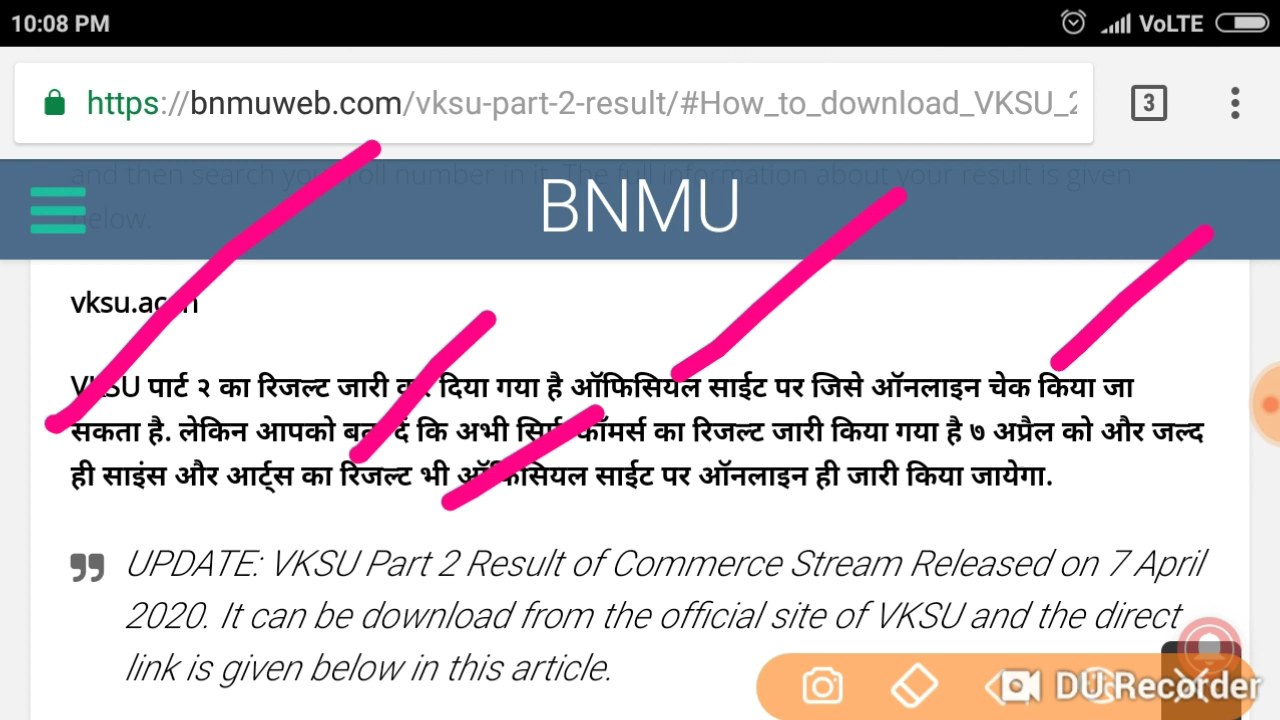 10:08 PM VoLTE
https://bnmuweb.com/vksu-part-2-result/#How_to_download_VKSU_2
3
and then search your roll number in it. The full information about your result is given
below.
BNMU
VKSU पार्ट २ का रिजल्ट जारी कर दिया गया है ऑफिसियल साईट पर जिसे ऑनलाइन चेक किया जा
सकता है. लेकिन आपको बता दें कि अभी सिर्फ कॉमर्स का रिजल्ट जारी किया गया है ७ अप्रैल को और जल्द
ही साइंस और आर्ट्स का रिजल्ट भी ऑफिसियल साईट पर ऑनलाइन ही जारी किया जायेगा.
UPDATE: VKSU Part 2 Result of Commerce Stream Released on 7 April
2020. It can be download from the official site of VKSU and the direct
link is given below in this article.
DU Recorder